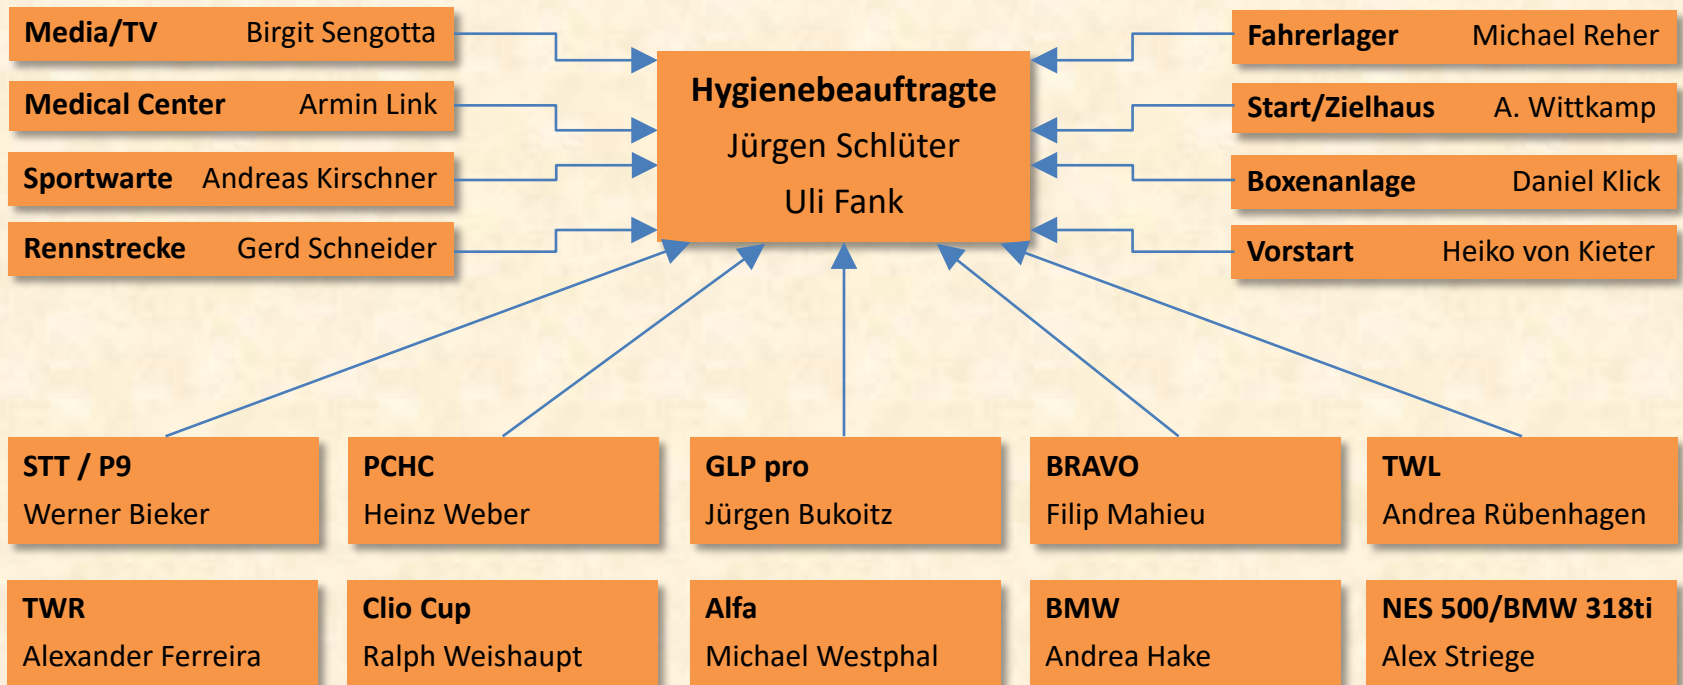 Media/TV Birgit Sengotta
Medical Center Armin Link
Sportwarte Andreas Kirschner
Rennstrecke Gerd Schneider
Hygienebeauftragte
Jürgen Schlüter
Uli Fank
Fahrerlager Michael Reher
Start/Zielhaus A. Wittkamp
Boxenanlage Daniel Klick
Vorstart Heiko von Kieter
STT / P9
Werner Bieker
PCHC
Heinz Weber
GLP pro
Jürgen Bukoitz
BRAVO
Filip Mahieu
TWL
Andrea Rübenhagen
TWR
Alexander Ferreira
Clio Cup
Ralph Weishaupt
Alfa
Michael Westphal
BMW
Andrea Hake
NES 500/BMW 318ti
Alex Striege